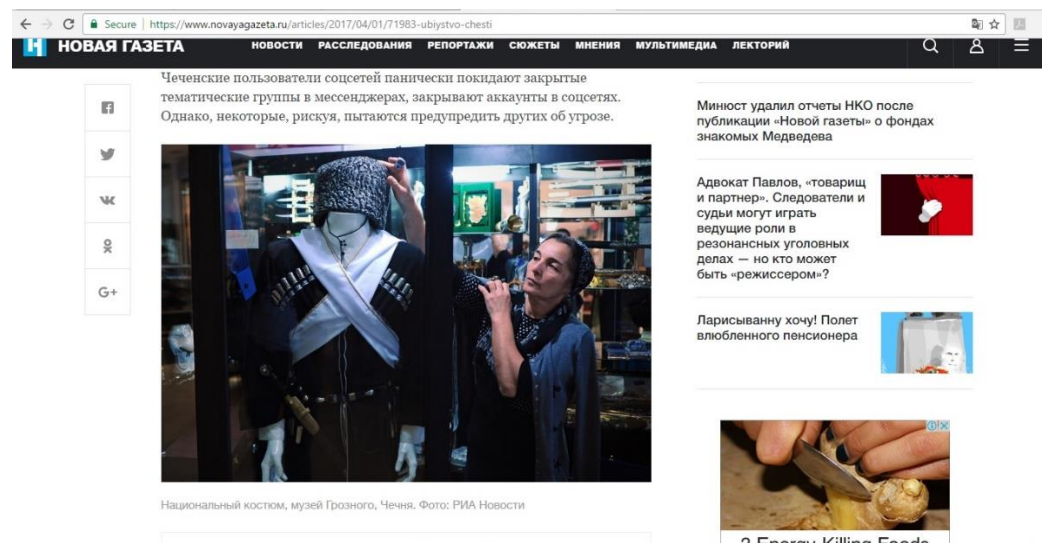 Secure | https://www.novayagazeta.ru/articles/2017/04/01/71983-ubiystvo-chesti
НОВАЯ ГАЗЕТА
НОВОСТИ РАССЛЕДОВАНИЯ РЕПОРТАЖИ СЮЖЕТЫ МНЕНИЯ МУЛЬТИМЕДИА ЛЕКТОРИЙ
Чеченские пользователи соцсетей панически покидают закрытые
тематические группы в мессенджерах, закрывают аккаунты в соцсетях.
Однако, некоторые, рискуя, пытаются предупредить других об угрозе.
G+
Национальный костюм, музей Грозного, Чечня. Фото: РИА Новости
Минюст удалил отчеты НКО после
публикации «Новой газеты» о фондах
знакомых Медведева
Адвокат Павлов, «товарищ
и партнер». Следователи и
судьи могут играть
ведущие роли в
резонансных уголовных
делах — но кто может
быть «режиссером»?
Ларисыванну хочу! Полет
влюбленного пенсионера
3 Energy-Killing Foods